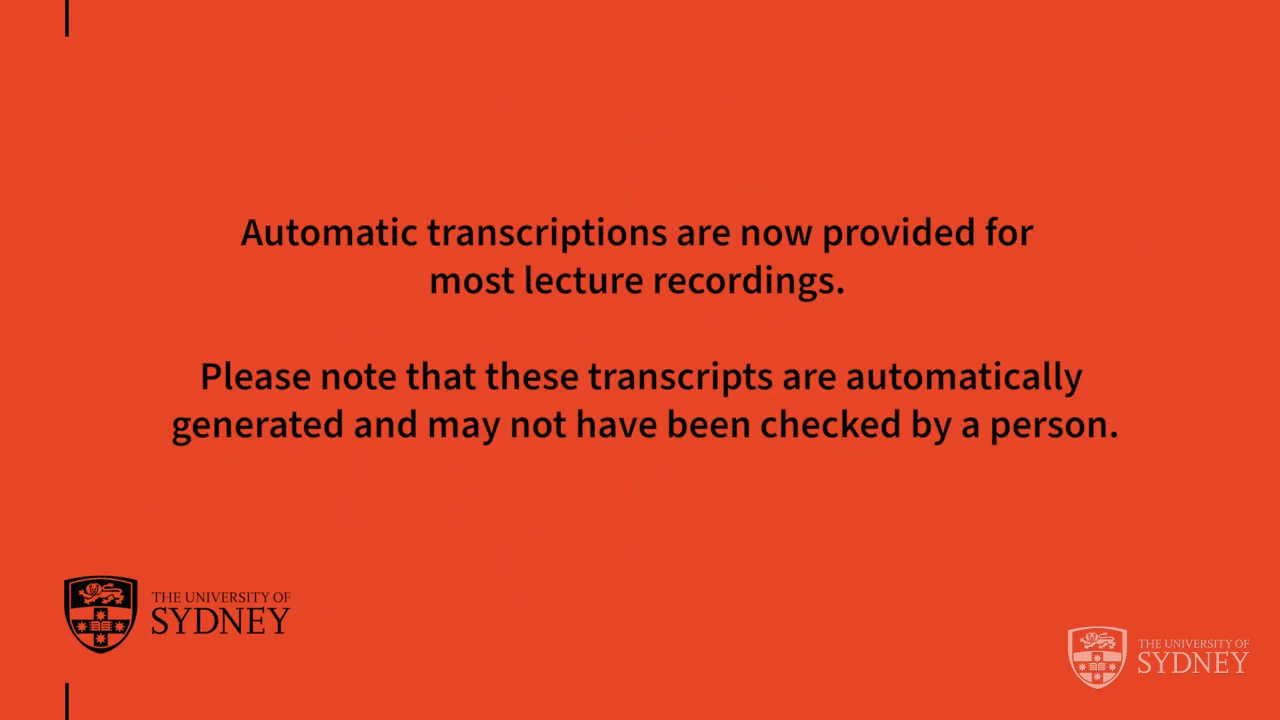 Automatic transcriptions are now provided for
most lecture recordings.
Please note that these transcripts are automatically
generated and may not have been checked by a person.
THE UNIVERSITY OF
SYDNEY
THE UNIVERSITY OF
SYDNEY